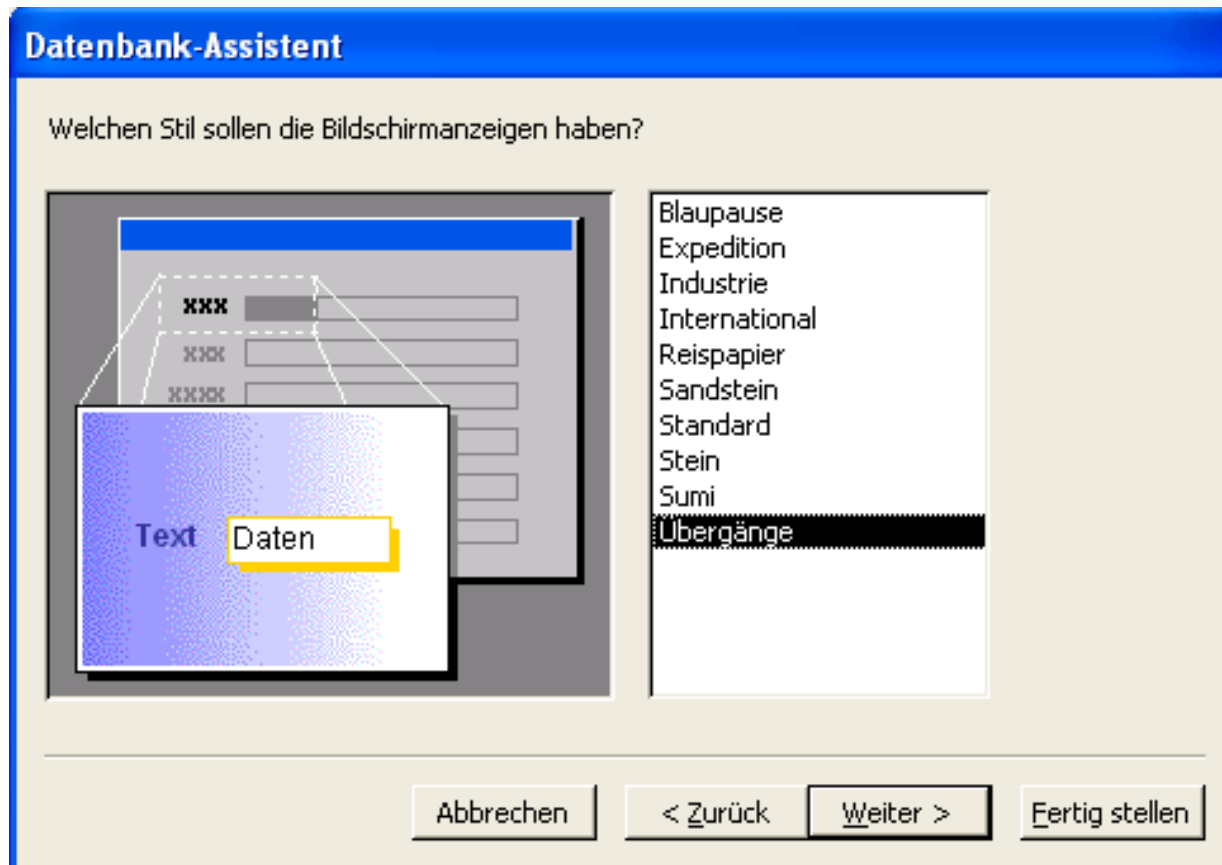 Datenbank-Assistent
Welchen Stil sollen die Bildschirmanzeigen haben?
xxx
xxx
xxxx
Text
Daten
Blaupause
Expedition
Industrie
International
Reispapier
Sandstein
Standard
Stein
Sumi
Übergänge
Abbrechen
< Zurück
Weiter >
Fertig stellen